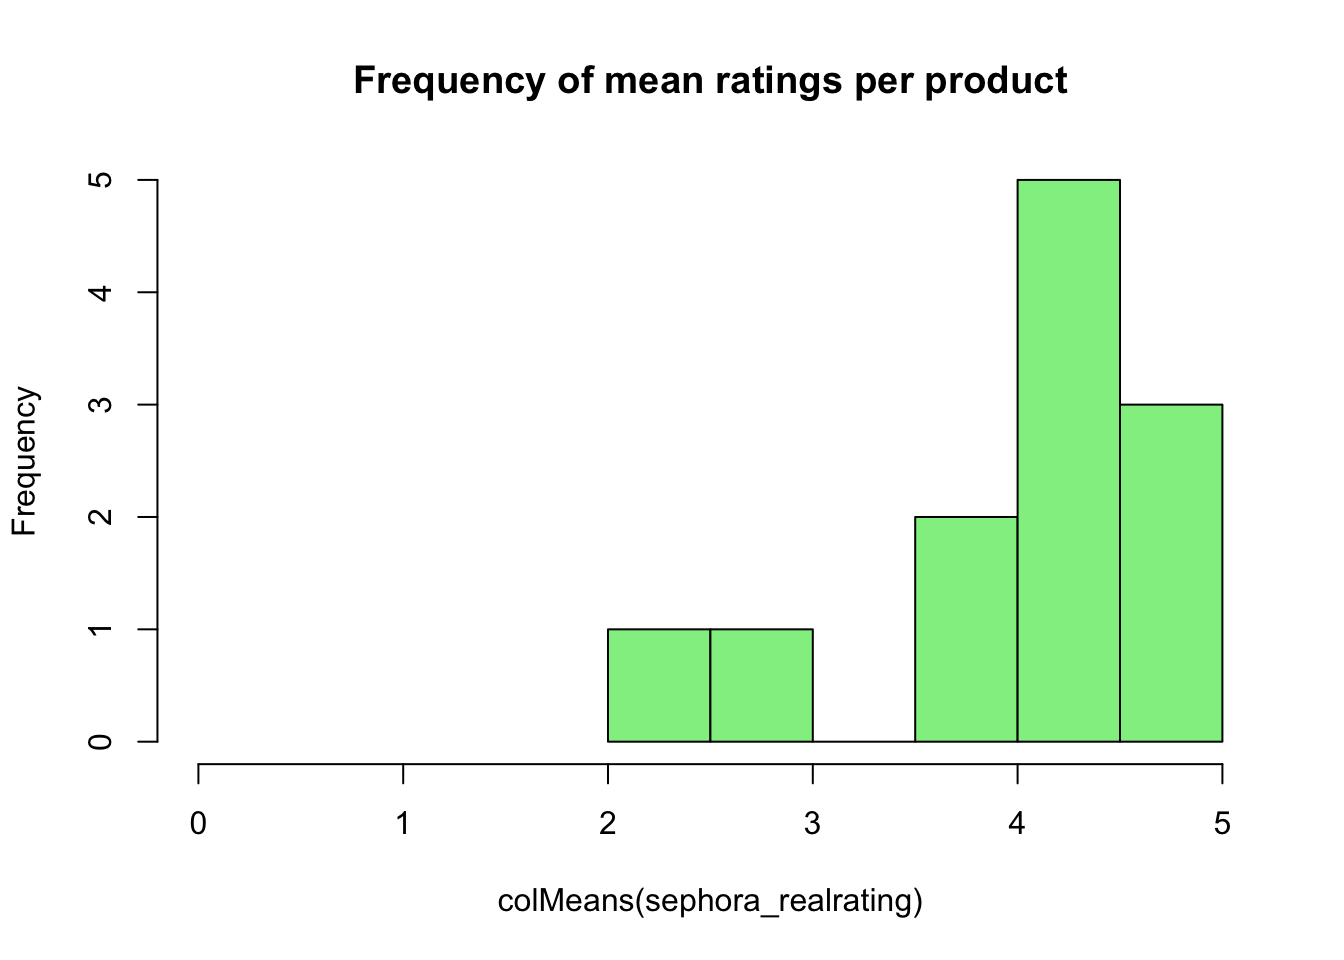 Frequency of mean ratings per product
Frequency
5
4
3
2
1
0
0 1 2 3 4 5
colMeans(sephora_realrating)